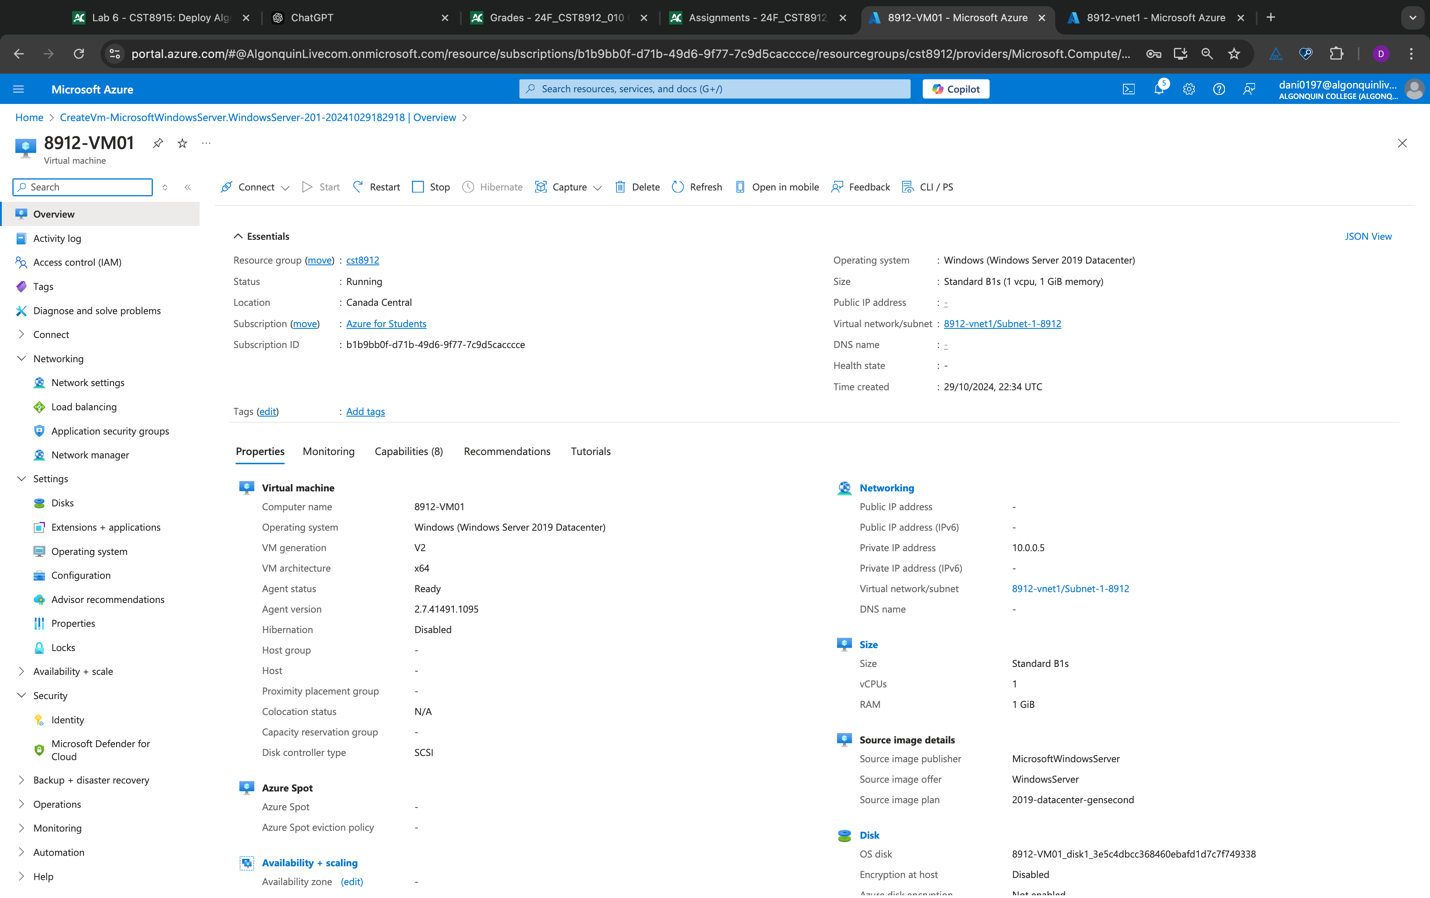 Lab 6 - CST8915: Deploy Alg
ChatGPT
Grades - 24F_CST8912_010
Assignments - 24F_CST8912_
8912-VM01 - Microsoft Azure
8912-vnet1 - Microsoft Azure
portal.azure.com/#@AlgonquinLivecom.onmicrosoft.com/resource/subscriptions/b1b9bb0f-d71b-49d6-9f77-7c9d5cacccce/resourcegroups/cst8912/providers/Microsoft.Compute/...
D
Microsoft Azure
Search resources, services, and docs (G+/)
Copilot
5
dani0197@algonquinliv...
ALGONQUIN COLLEGE (ALGONQ...
Home > CreateVm-MicrosoftWindowsServer.WindowsServer-201-20241029182918 | Overview >
8912-VM01
Virtual machine
Search
Connect
Start
Restart
Stop
Hibernate
Capture
Delete
Refresh
Open in mobile
Feedback
CLI / PS
Overview
Activity log
Access control (IAM)
Tags
Diagnose and solve problems
Connect
Networking
Network settings
Load balancing
Application security groups
Network manager
Settings
Disks
Extensions + applications
Operating system
Configuration
Advisor recommendations
Properties
Locks
Availability + scale
Security
Identity
Microsoft Defender for
Cloud
Backup + disaster recovery
Operations
Monitoring
Automation
Help
Essentials
JSON View
Resource group (move) : cst8912
Status : Running
Location : Canada Central
Subscription (move) : Azure for Students
Subscription ID : b1b9bb0f-d71b-49d6-9f77-7c9d5cacccce
Operating system : Windows (Windows Server 2019 Datacenter)
Size : Standard B1s (1 vcpu, 1 GiB memory)
Public IP address : -
Virtual network/subnet : 8912-vnet1/Subnet-1-8912
DNS name : -
Health state : -
Time created : 29/10/2024, 22:34 UTC
Tags (edit) : Add tags
Properties
Monitoring
Capabilities (8)
Recommendations
Tutorials
Virtual machine
Computer name 8912-VM01
Operating system Windows (Windows Server 2019 Datacenter)
VM generation V2
VM architecture x64
Agent status Ready
Agent version 2.7.41491.1095
Hibernation Disabled
Host group -
Host -
Proximity placement group -
Colocation status N/A
Capacity reservation group -
Disk controller type SCSI
Azure Spot
Azure Spot -
Azure Spot eviction policy -
Availability + scaling
Availability zone (edit) -
Networking
Public IP address -
Public IP address (IPv6) -
Private IP address 10.0.0.5
Private IP address (IPv6) -
Virtual network/subnet 8912-vnet1/Subnet-1-8912
DNS name -
Size
Size Standard B1s
vCPUs 1
RAM 1 GiB
Source image details
Source image publisher MicrosoftWindowsServer
Source image offer WindowsServer
Source image plan 2019-datacenter-gensecond
Disk
OS disk 8912-VM01_disk1_3e5c4dbcc368460ebafd1d7c7f749338
Encryption at host Disabled
Azure disk encryption Not enabled